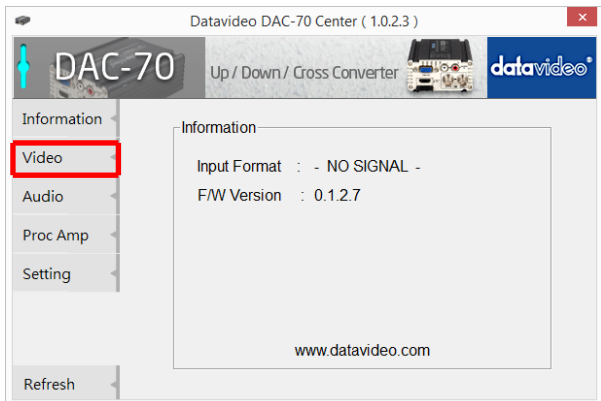 Datavideo DAC-70 Center ( 1.0.2.3 )
DAC-70 Up / Down / Cross Converter datavideo®
Information
Video
Audio
Proc Amp
Setting
Refresh
Information
Input Format : - NO SIGNAL -
F/W Version : 0.1.2.7
www.datavideo.com